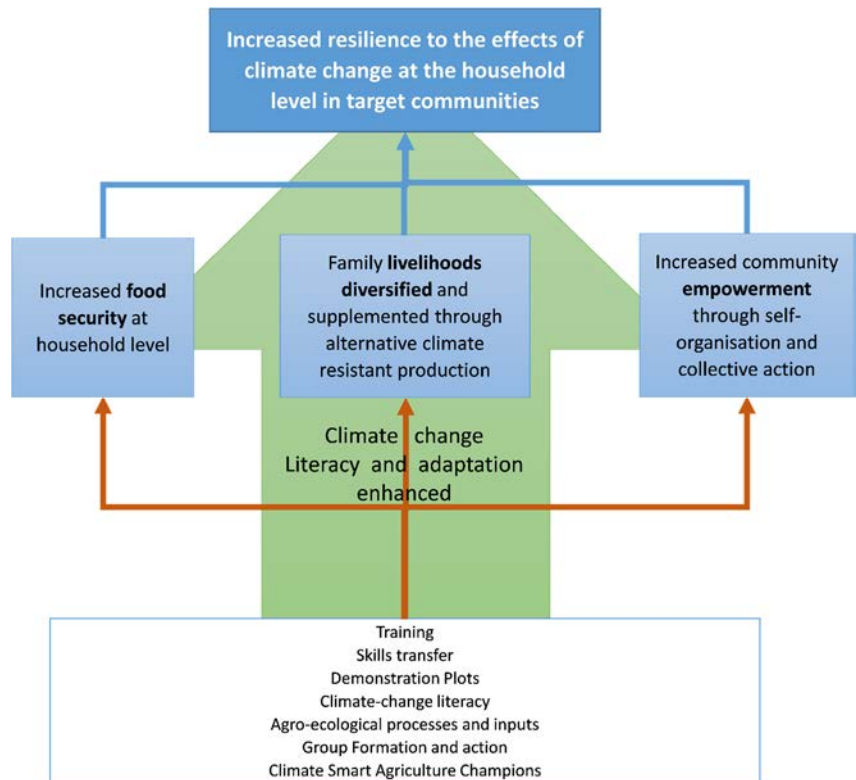 Increased resilience to the effects of
climate change at the household
level in target communities
Increased food
security at
household level
Family livelihoods
diversified and
supplemented through
alternative climate
resistant production
Increased community
empowerment
through self-
organisation and
collective action
Climate change
Literacy and adaptation
enhanced
Training
Skills transfer
Demonstration Plots
Climate-change literacy
Agro-ecological processes and inputs
Group Formation and action
Climate Smart Agriculture Champions